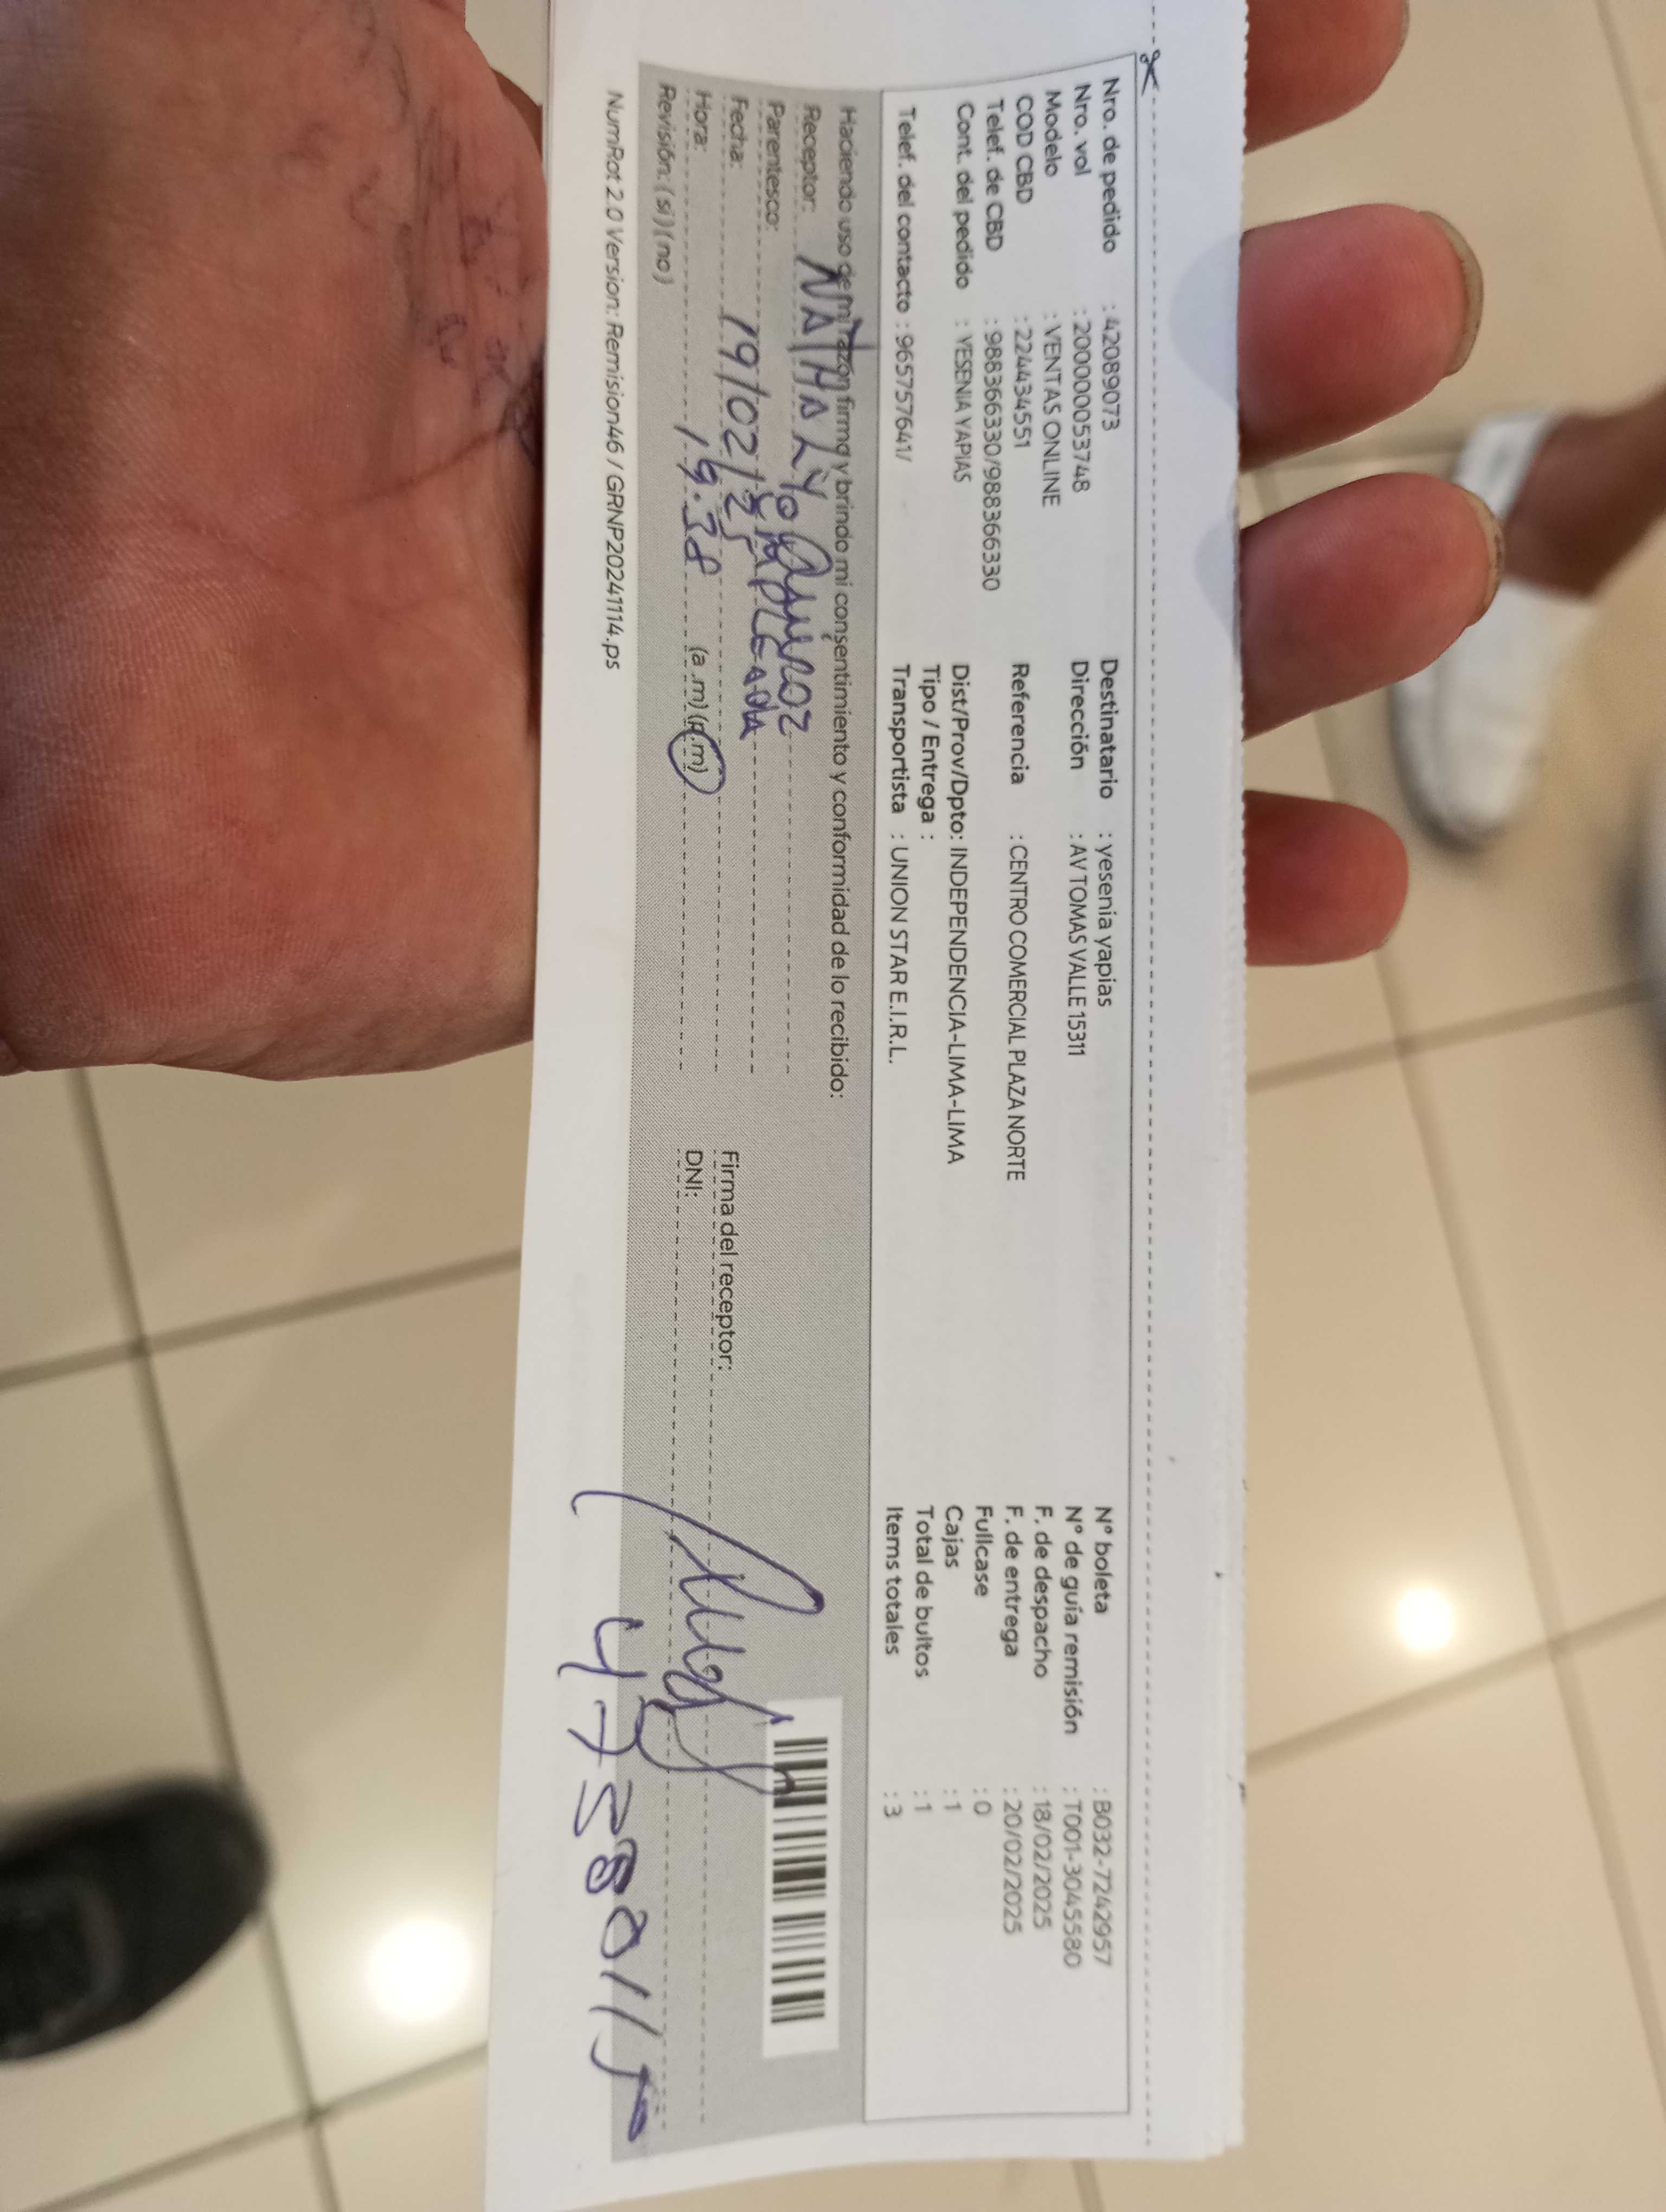 Nro. de pedido : 42089073
Nro. vol : 200000053748
Modelo : VENTAS ONLINE
COD CBD : 224434551
Telef. de CBD : 988366330/988366330
Cont. del pedido : YESENIA YAPIAS
Telef. del contacto : 965757641/
Destinatario : yesenia yapias
Dirección : AV TOMAS VALLE 15311
Referencia : CENTRO COMERCIAL PLAZA NORTE
Dist/Prov/Dpto: INDEPENDENCIA-LIMA-LIMA
Tipo / Entrega :
Transportista : UNION STAR E.I.R.L.
N° boleta : B032-7242957
N° de guía remisión : T001-3045580
F. de despacho : 18/02/2025
F. de entrega : 20/02/2025
Fullcase : 0
Cajas : 1
Total de bultos : 1
Items totales : 3
Haciendo uso de mi razón firma y brindo mi consentimiento y conformidad de lo recibido:
Receptor: NATHALY
Parentesco:
Fecha: 19/02/25
Hora: 19:38 (a.m) (p.m)
Revisión: (si) (no)
Firma del receptor:
DNI:
NumRot 2.0 Version: Remision46 / GRNP20241114.ps